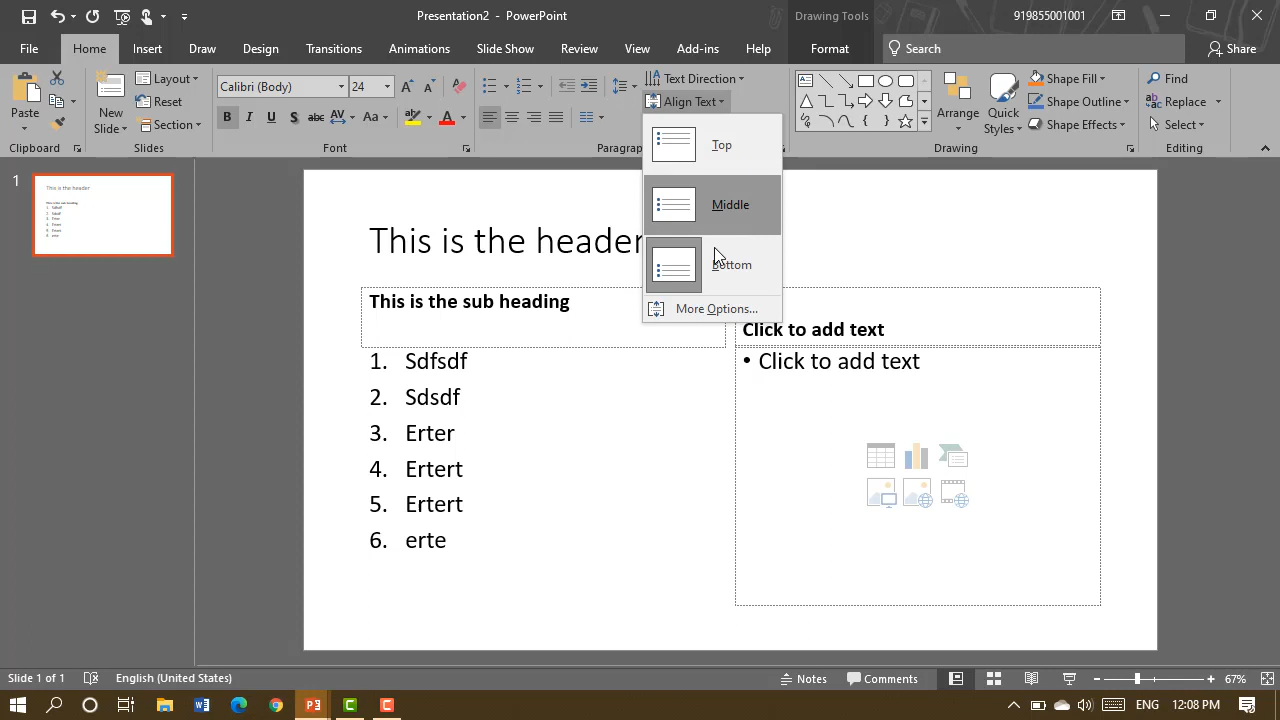 Presentation2 - PowerPoint
Drawing Tools
919855001001
File
Home
Insert
Draw
Design
Transitions
Animations
Slide Show
Review
View
Add-ins
Help
Format
Search
Share
Paste
Clipboard
New
Slide
Layout
Reset
Section
Slides
Calibri (Body)
24
B
I
U
S
abc
AV
Aa
A
Font
Text Direction
Align Text
Paragrap
Arrange
Quick
Styles
Shape Fill
Shape Outline
Shape Effects
Drawing
Find
Replace
Select
Editing
Top
Middle
Bottom
More Options...
1
This is the header
This is the sub heading
1. Sdfsdf
2. Sdsdf
3. Erter
4. Ertert
5. Ertert
6. erte
Click to add text
• Click to add text
Slide 1 of 1
English (United States)
Notes
Comments
67%
ENG
12:08 PM